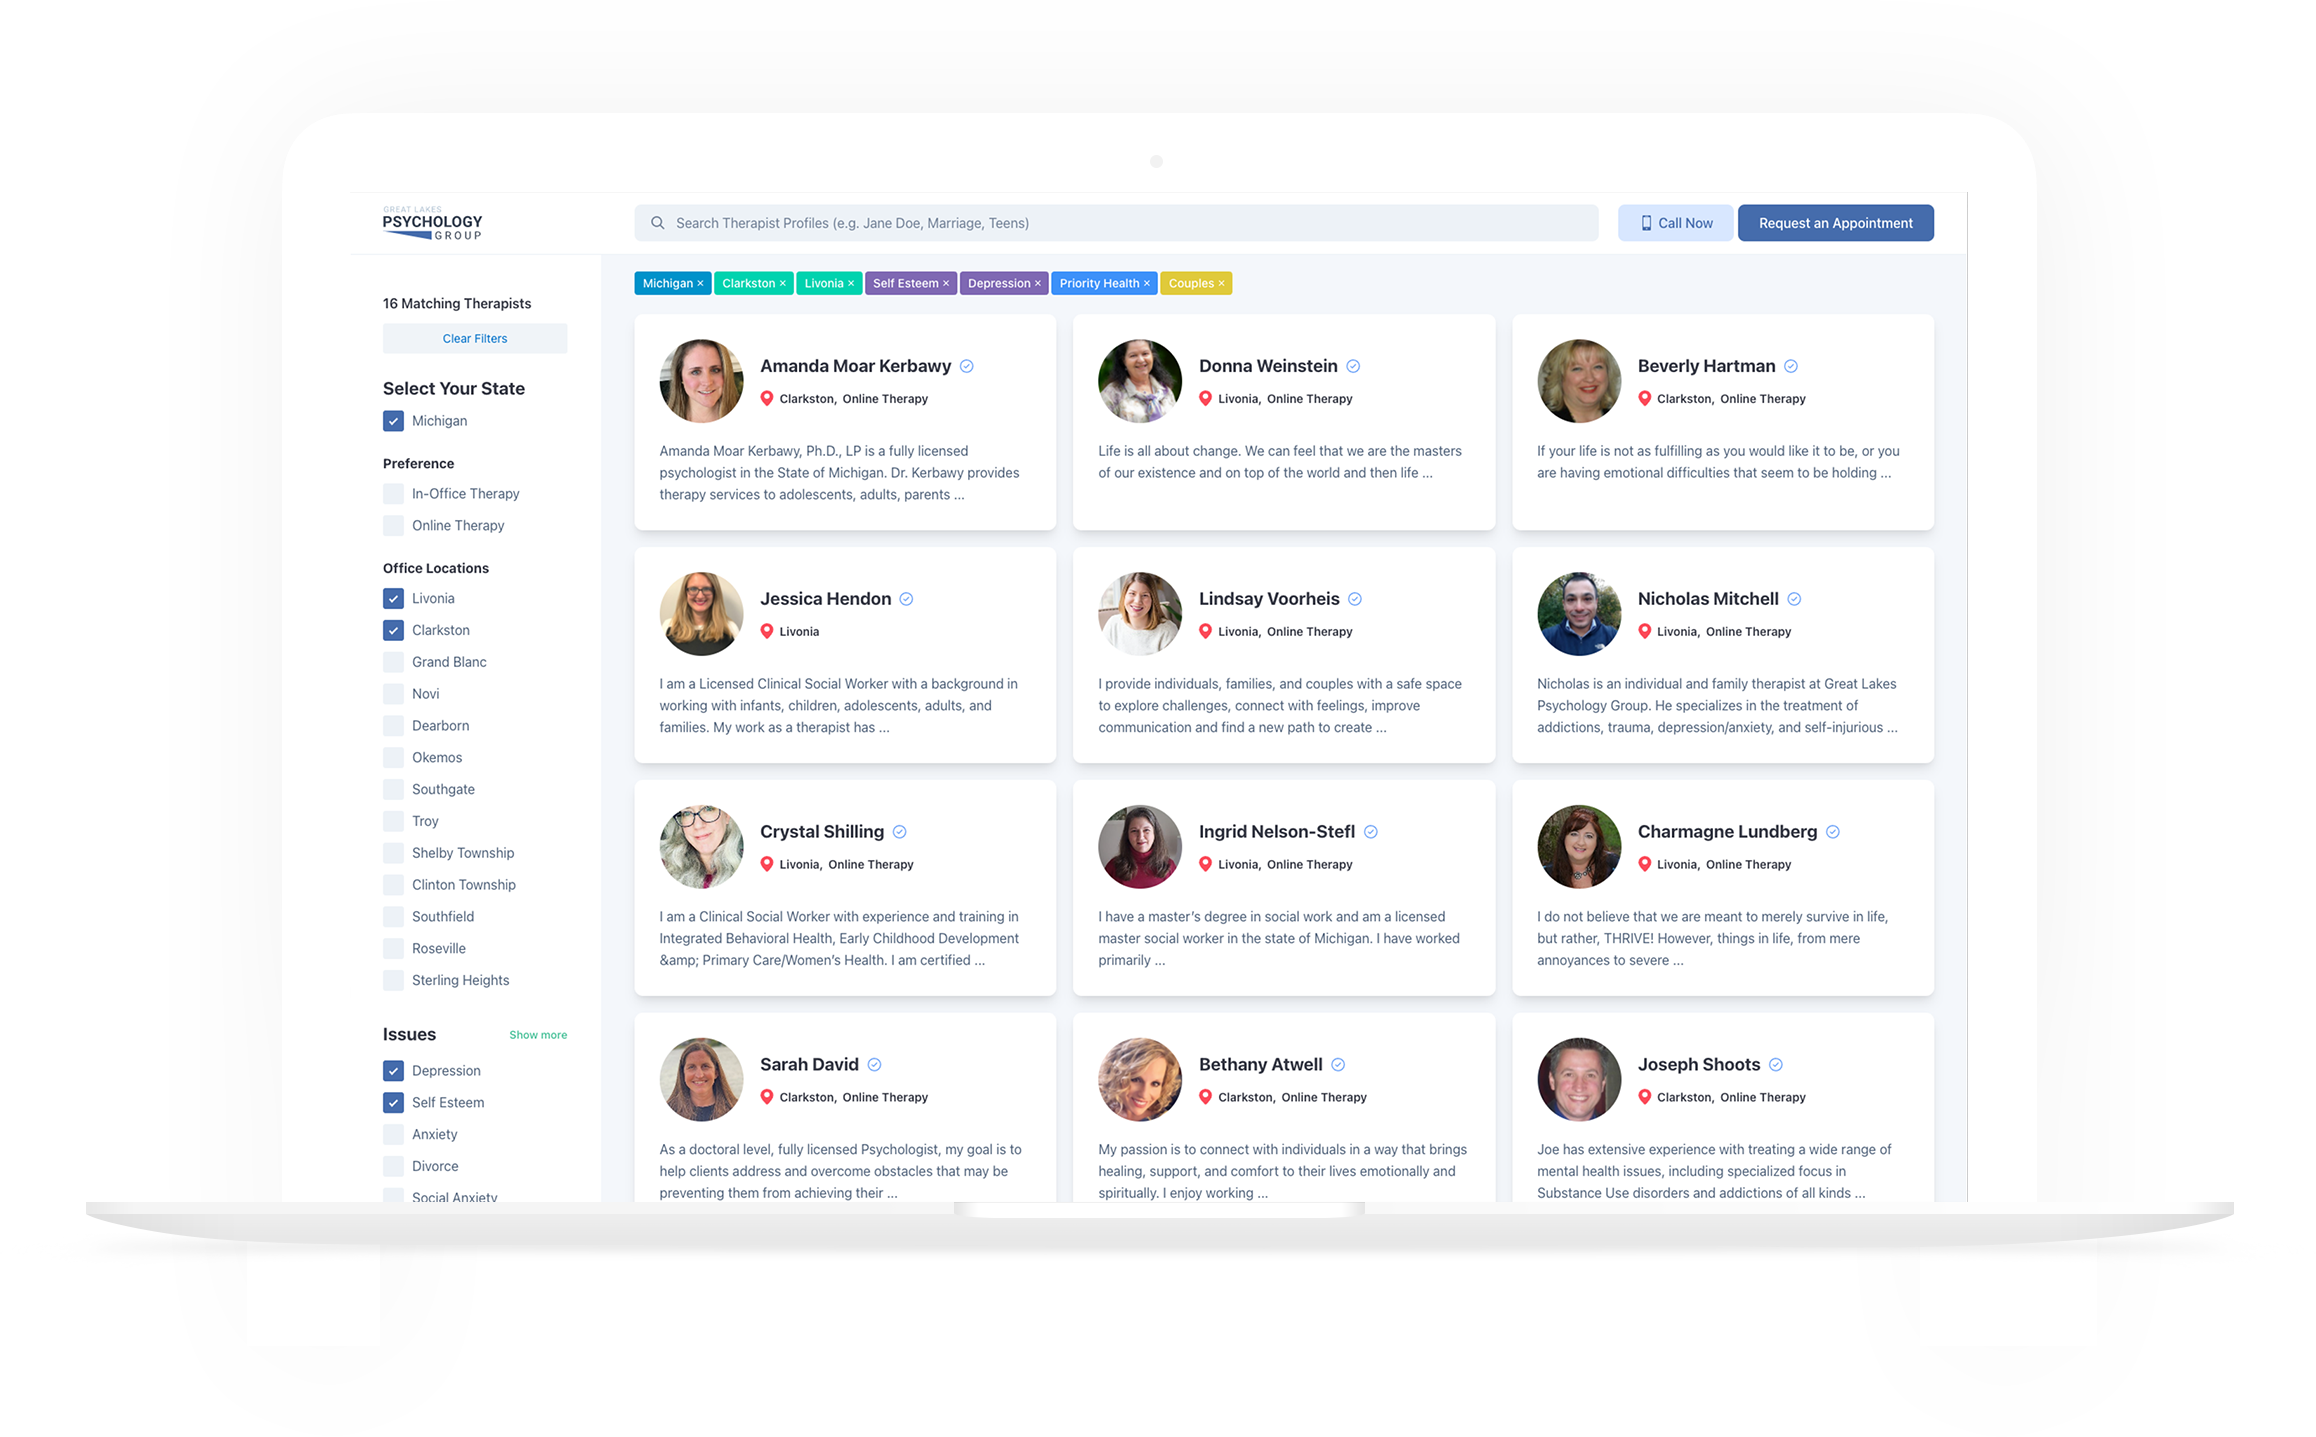 GREAT LAKES
PSYCHOLOGY
GROUP
Search Therapist Profiles (e.g. Jane Doe, Marriage, Teens)
Call Now
Request an Appointment
16 Matching Therapists
Clear Filters
Select Your State
Michigan
Preference
In-Office Therapy
Online Therapy
Office Locations
Livonia
Clarkston
Grand Blanc
Novi
Dearborn
Okemos
Southgate
Troy
Shelby Township
Clinton Township
Southfield
Roseville
Sterling Heights
Issues
Show more
Depression
Self Esteem
Anxiety
Divorce
Social Anxiety
Michigan × Clarkston × Livonia × Self Esteem × Depression × Priority Health × Couples ×
Amanda Moar Kerbawy
Clarkston, Online Therapy
Amanda Moar Kerbawy, Ph.D., LP is a fully licensed
psychologist in the State of Michigan. Dr. Kerbawy provides
therapy services to adolescents, adults, parents ...
Donna Weinstein
Livonia, Online Therapy
Life is all about change. We can feel that we are the masters
of our existence and on top of the world and then life ...
Beverly Hartman
Clarkston, Online Therapy
If your life is not as fulfilling as you would like it to be, or you
are having emotional difficulties that seem to be holding ...
Jessica Hendon
Livonia
I am a Licensed Clinical Social Worker with a background in
working with infants, children, adolescents, adults, and
families. My work as a therapist has ...
Lindsay Voorheis
Livonia, Online Therapy
I provide individuals, families, and couples with a safe space
to explore challenges, connect with feelings, improve
communication and find a new path to create ...
Nicholas Mitchell
Livonia, Online Therapy
Nicholas is an individual and family therapist at Great Lakes
Psychology Group. He specializes in the treatment of
addictions, trauma, depression/anxiety, and self-injurious ...
Crystal Shilling
Livonia, Online Therapy
I am a Clinical Social Worker with experience and training in
Integrated Behavioral Health, Early Childhood Development
&amp; Primary Care/Women's Health. I am certified ...
Ingrid Nelson-Stefl
Livonia, Online Therapy
I have a master's degree in social work and am a licensed
master social worker in the state of Michigan. I have worked
primarily ...
Charmagne Lundberg
Livonia, Online Therapy
I do not believe that we are meant to merely survive in life,
but rather, THRIVE! However, things in life, from mere
annoyances to severe ...
Sarah David
Clarkston, Online Therapy
As a doctoral level, fully licensed Psychologist, my goal is to
help clients address and overcome obstacles that may be
preventing them from achieving their ...
Bethany Atwell
Clarkston, Online Therapy
My passion is to connect with individuals in a way that brings
healing, support, and comfort to their lives emotionally and
spiritually. I enjoy working ...
Joseph Shoots
Clarkston, Online Therapy
Joe has extensive experience with treating a wide range of
mental health issues, including specialized focus in
Substance Use disorders and addictions of all kinds ...